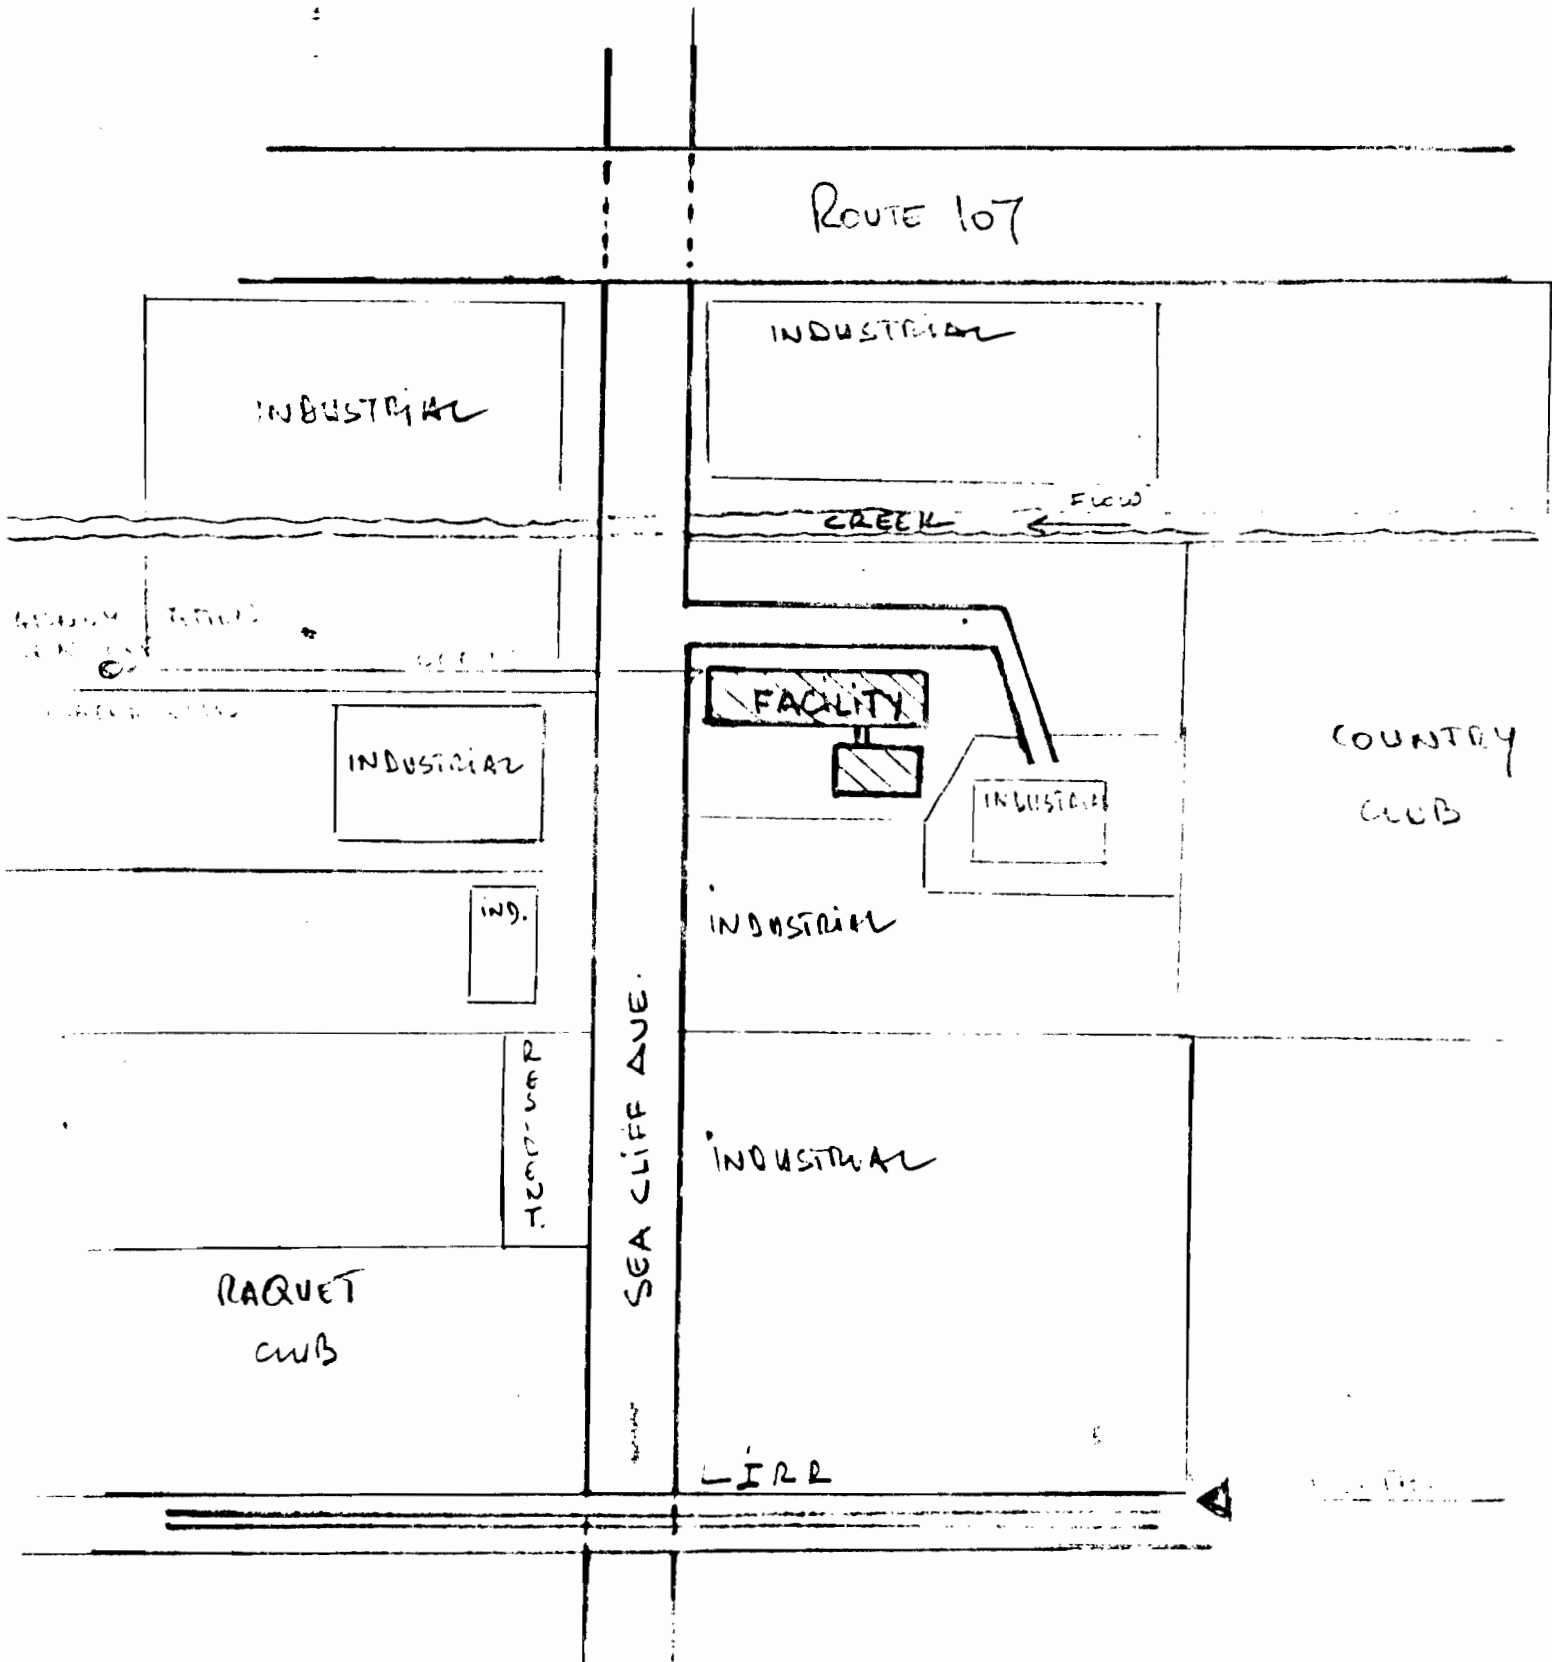 ROUTE 107
INDUSTRIAL
INDUSTRIAL
FLOW
CREEK
FACILITY
INDUSTRIAL
COUNTRY
CLUB
INDUSTRIAL
IND.
INDUSTRIAL
SEA CLIFF AVE.
RESIDENT.
INDUSTRIAL
RAQUET
CLUB
LIRR